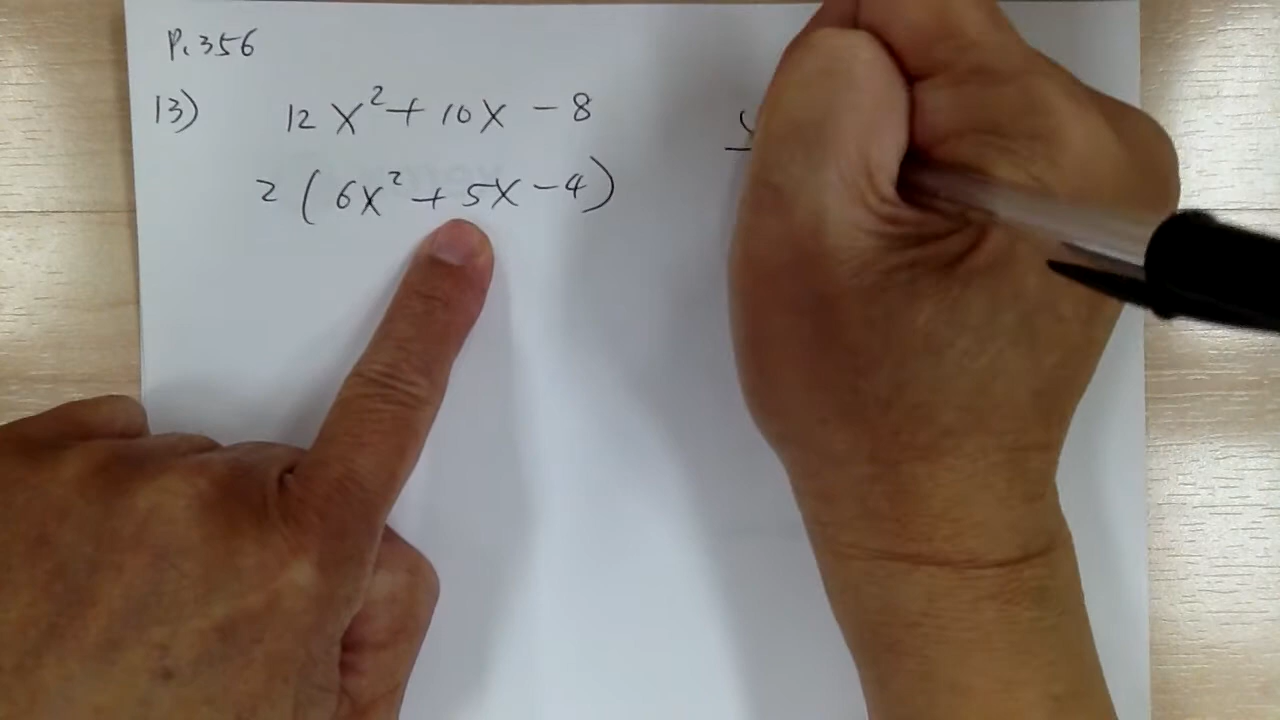 P.356
13) 12x² + 10x - 8
2(6x² + 5x - 4)